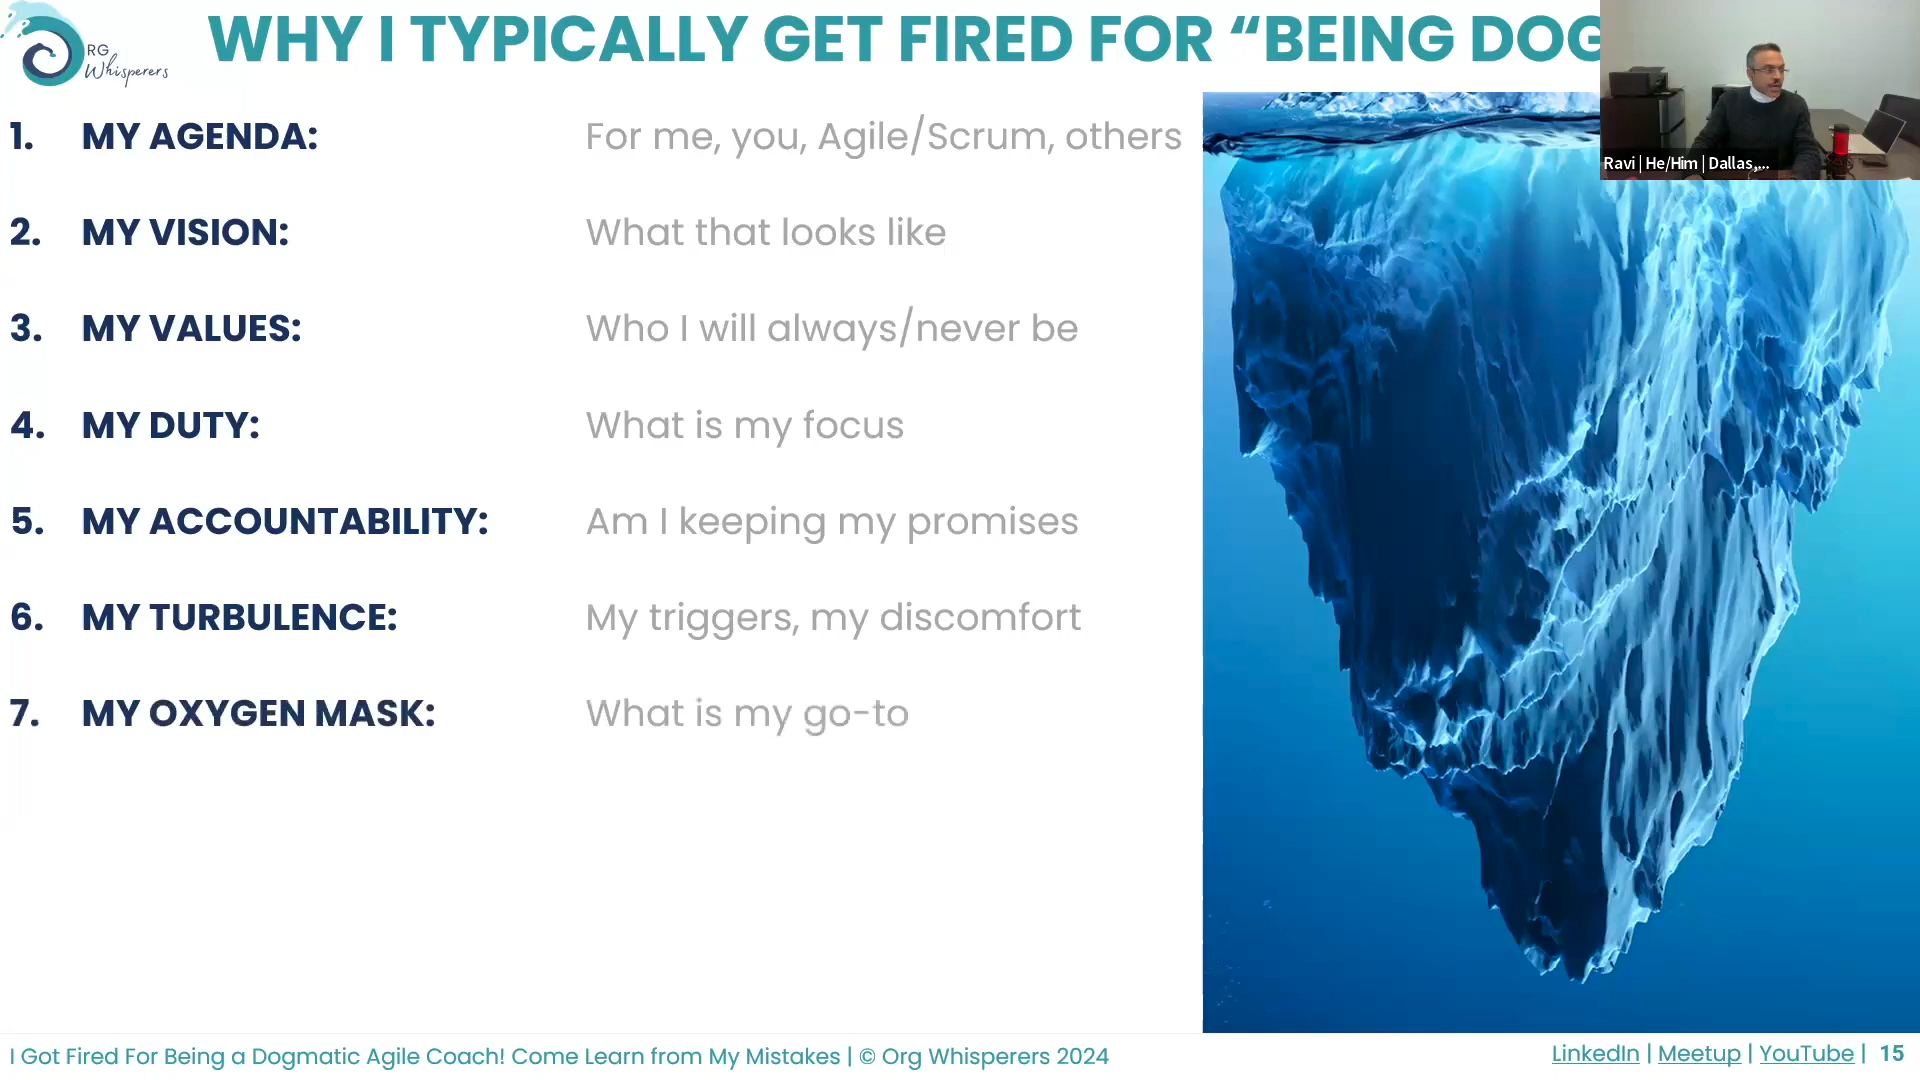 RG
Whisperers
WHY I TYPICALLY GET FIRED FOR “BEING DOG
Ravi | He/Him | Dallas,...
1. MY AGENDA: For me, you, Agile/Scrum, others
2. MY VISION: What that looks like
3. MY VALUES: Who I will always/never be
4. MY DUTY: What is my focus
5. MY ACCOUNTABILITY: Am I keeping my promises
6. MY TURBULENCE: My triggers, my discomfort
7. MY OXYGEN MASK: What is my go-to
I Got Fired For Being a Dogmatic Agile Coach! Come Learn from My Mistakes | © Org Whisperers 2024
LinkedIn | Meetup | YouTube | 15